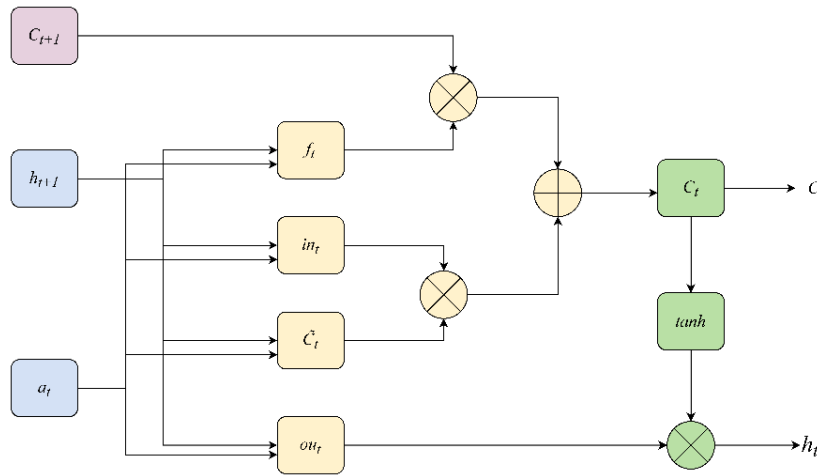 C_{t+1}
f_t
h_{t+1}
C_t
in_t
C̃_t
tanh
a_t
ou_t
h_t